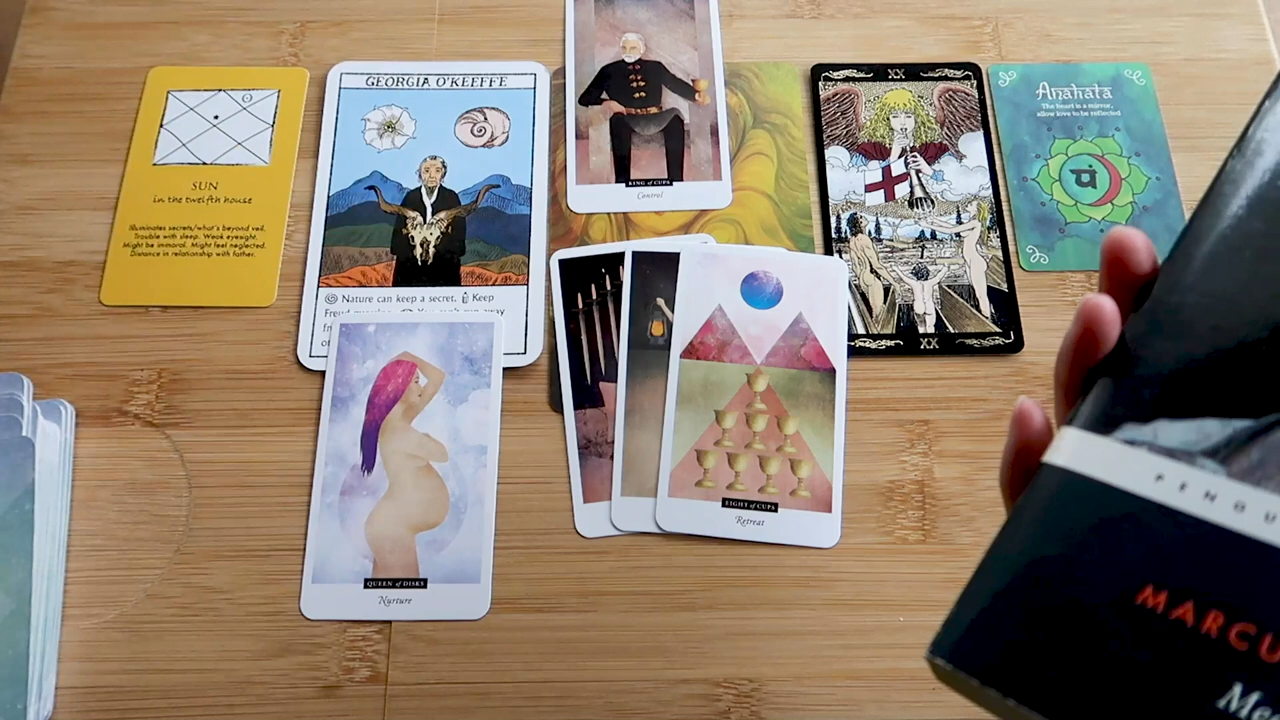 SUN
in the twelfth house
Illuminates secrets/what's beyond veil.
Trouble with sleep. Weak eyesight.
Might be immoral. Might feel neglected.
Distance in relationship with father.
GEORGIA O'KEEFFE
Nature can keep a secret. Keep
KING of CUPS
Control
XX
XX
Anahata
The heart is a mirror,
allow love to be reflected
पं
QUEEN of DISKS
Nurture
EIGHT of CUPS
Retreat
PENGU
MARCU
Me